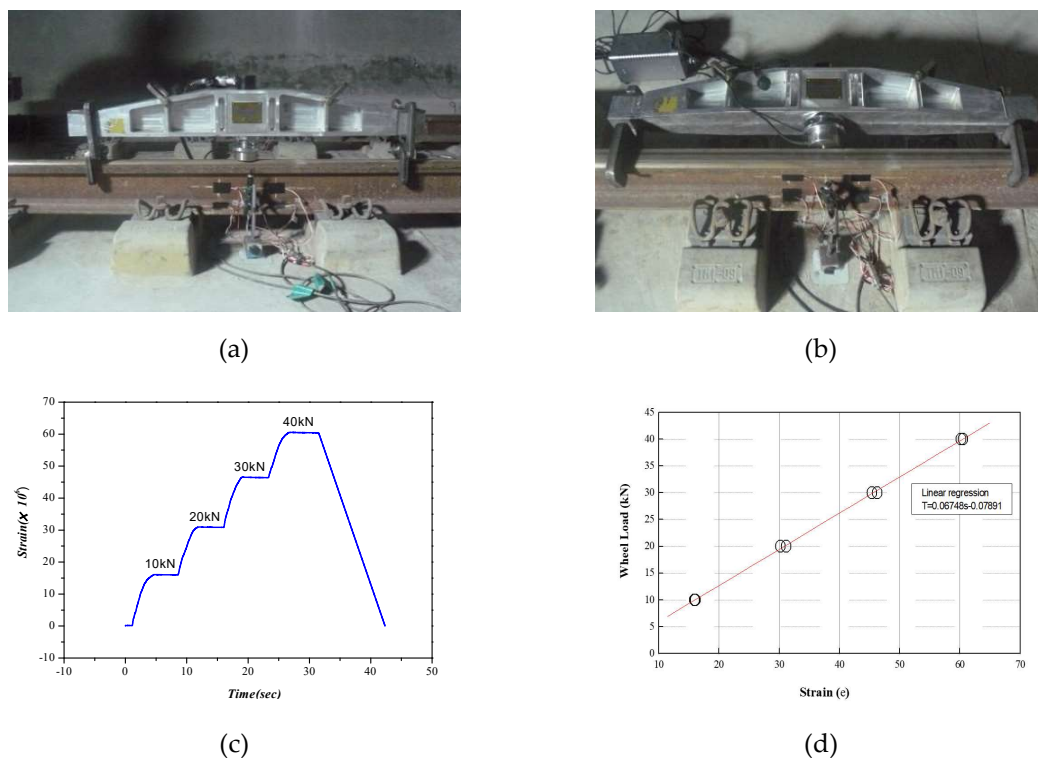 (a)
(b)
70
60
50
40
30
20
10
0
-10
Strain(X 10⁶)
10kN
20kN
30kN
40kN
-10 0 10 20 30 40 50
Time(sec)
(c)
45
40
35
30
25
20
15
10
5
0
Wheel Load (kN)
Linear regression
T=0.06748s-0.07891
10 20 30 40 50 60 70
Strain (e)
(d)